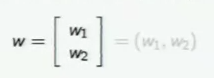 w = [ w₁ w₂ ] = (w₁, w₂)